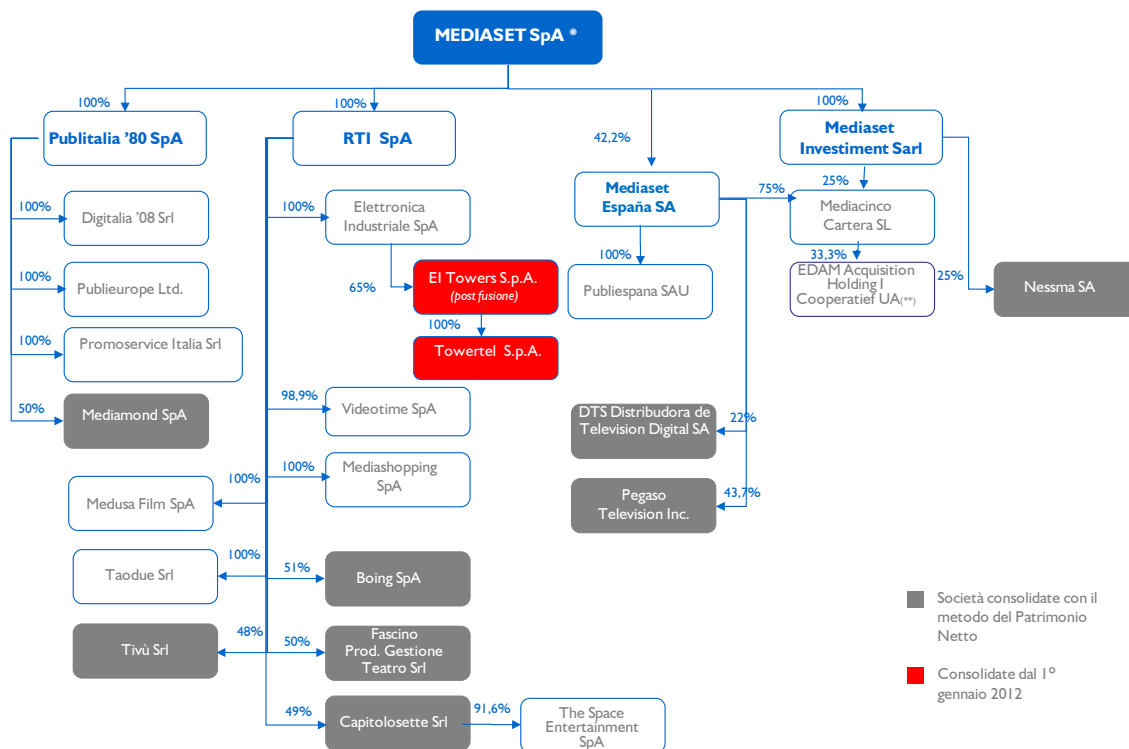 MEDIASET SpA *
100%
100%
100%
42,2%
Publitalia '80 SpA
RTI SpA
Mediaset
Investiment Sarl
Mediaset
España SA
75%
25%
Mediacinco
Cartera SL
100%
Digitalia '08 Srl
100%
Elettronica
Industriale SpA
100%
Publiespana SAU
33,3%
EDAM Acquisition
Holding I
Cooperatief UA(**)
25%
Nessma SA
100%
Publieurope Ltd.
65%
EI Towers S.p.A.
(post fusione)
100%
Towertel S.p.A.
100%
Promoservice Italia Srl
50%
Mediamond SpA
98,9%
Videotime SpA
DTS Distribudora de
Television Digital SA
22%
100%
Mediashopping
SpA
100%
Medusa Film SpA
Pegaso
Television Inc.
43,7%
100%
Taodue Srl
51%
Boing SpA
48%
Tivù Srl
50%
Fascino
Prod. Gestione
Teatro Srl
49%
Capitolosette Srl
91,6%
The Space
Entertainment
SpA
Società consolidate con il
metodo del Patrimonio
Netto
Consolidate dal 1°
gennaio 2012